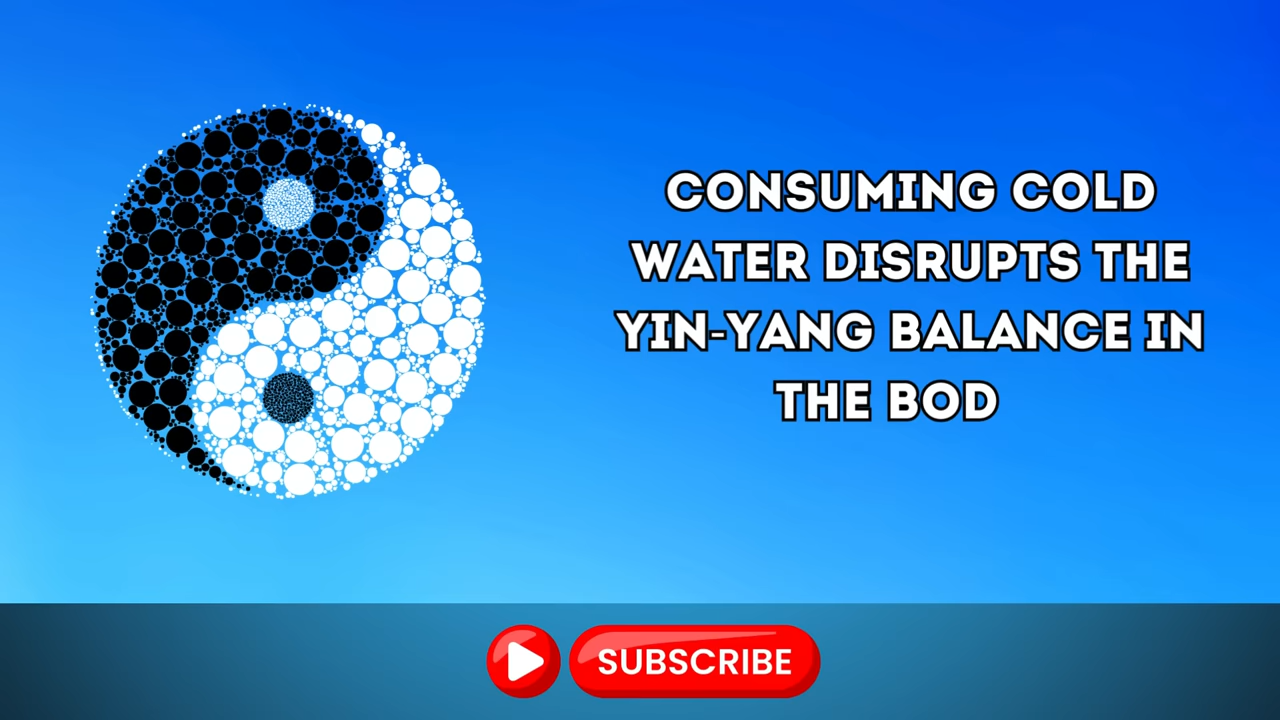 CONSUMING COLD
WATER DISRUPTS THE
YIN-YANG BALANCE IN
THE BOD
SUBSCRIBE